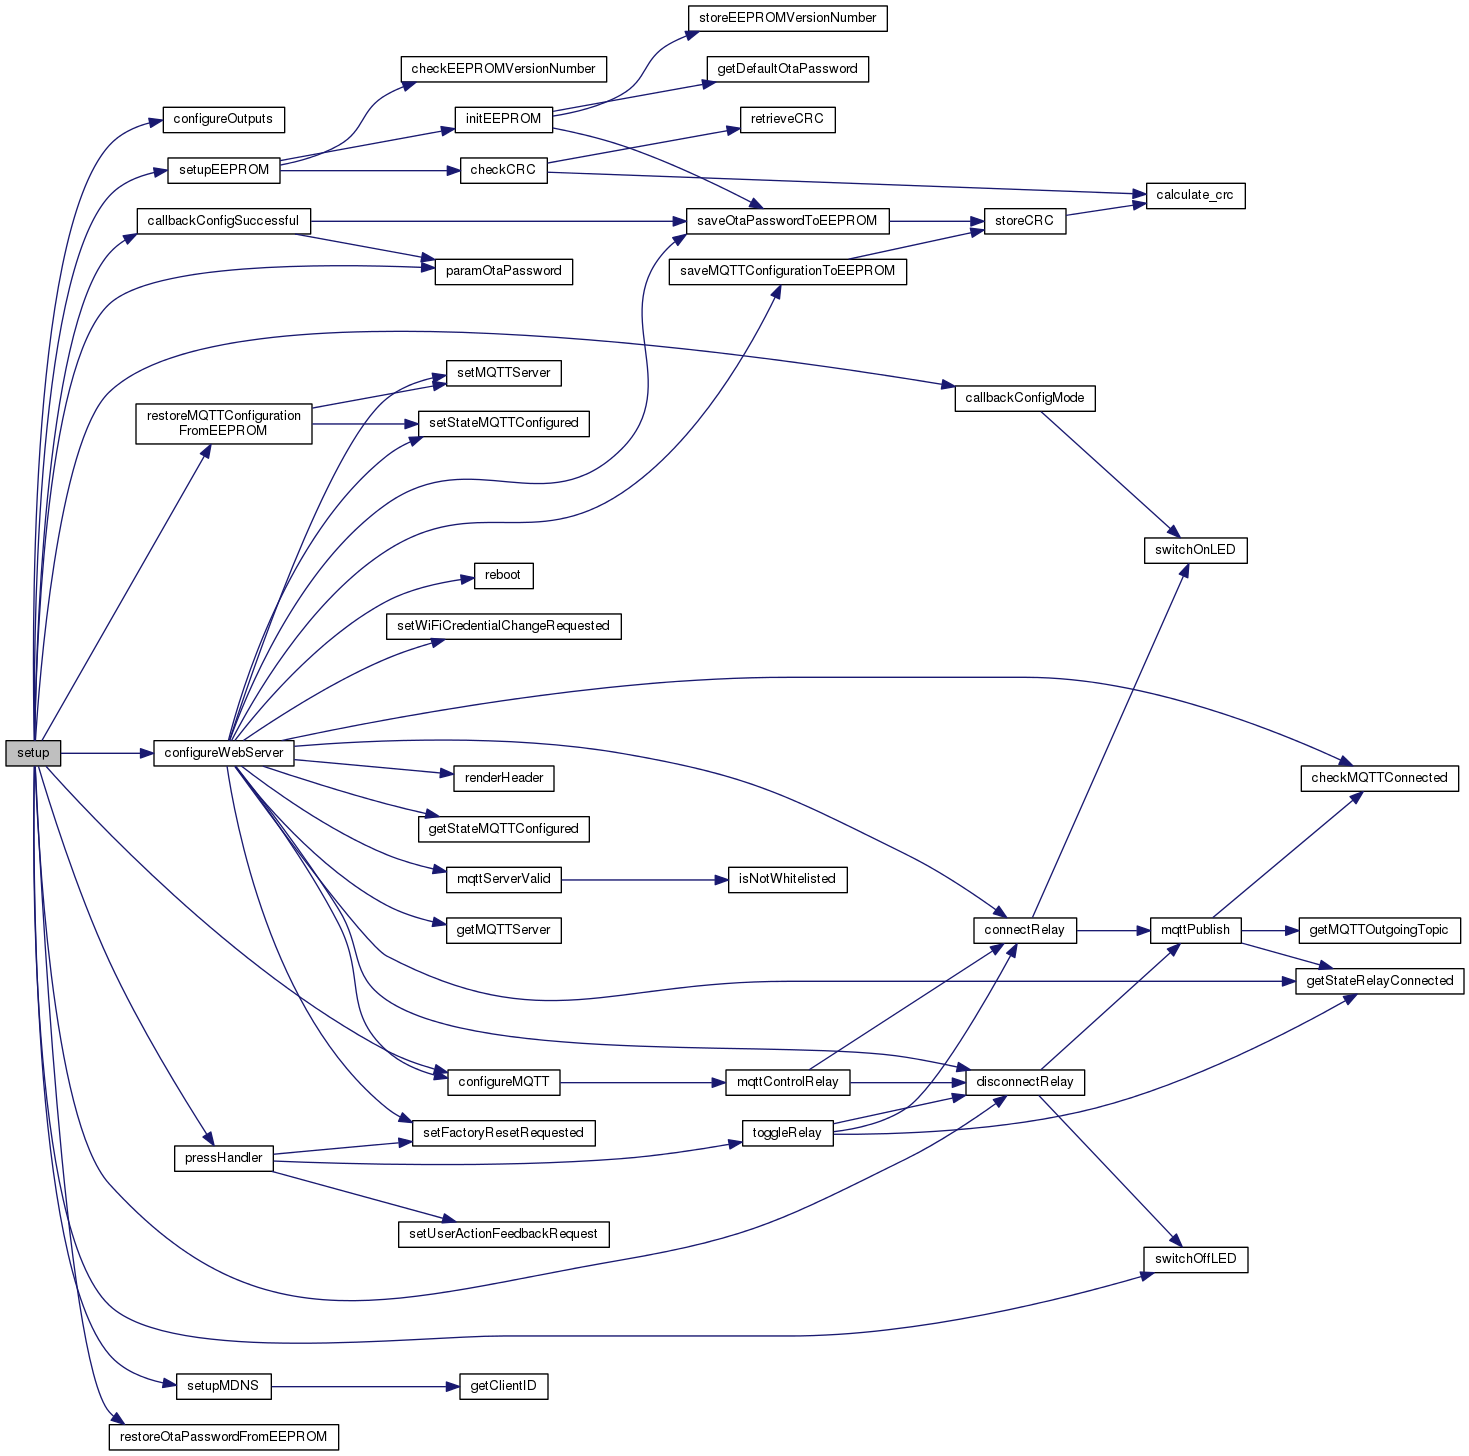 storeEEPROMVersionNumber
checkEEPROMVersionNumber
getDefaultOtaPassword
configureOutputs
initEEPROM
retrieveCRC
setupEEPROM
checkCRC
calculate_crc
callbackConfigSuccessful
saveOtaPasswordToEEPROM
storeCRC
paramOtaPassword
saveMQTTConfigurationToEEPROM
setMQTTServer
callbackConfigMode
restoreMQTTConfiguration
FromEEPROM
setStateMQTTConfigured
switchOnLED
reboot
setWiFiCredentialChangeRequested
setup
configureWebServer
renderHeader
checkMQTTConnected
getStateMQTTConfigured
mqttServerValid
isNotWhitelisted
getMQTTServer
connectRelay
mqttPublish
getMQTTOutgoingTopic
getStateRelayConnected
configureMQTT
mqttControlRelay
disconnectRelay
setFactoryResetRequested
toggleRelay
pressHandler
setUserActionFeedbackRequest
switchOffLED
setupMDNS
getClientID
restoreOtaPasswordFromEEPROM